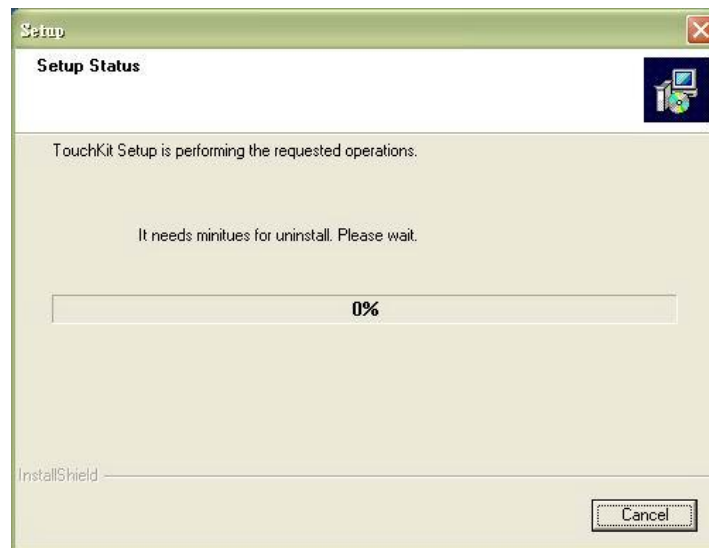 Setup
Setup Status
TouchKit Setup is performing the requested operations.
It needs minitues for uninstall. Please wait.
0%
InstallShield
Cancel